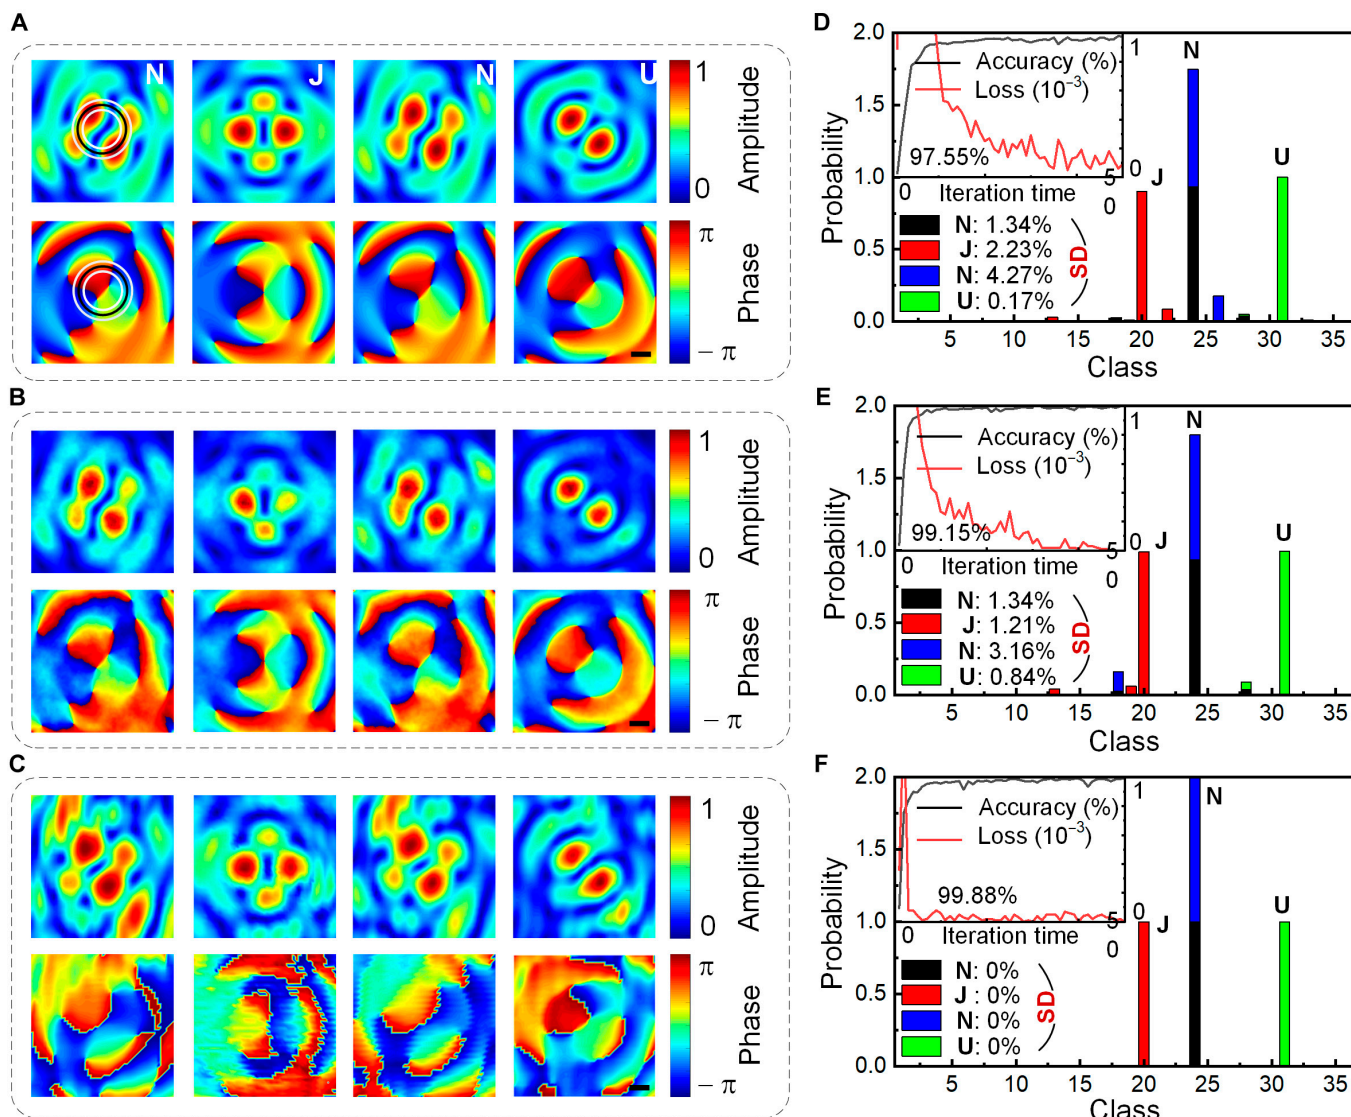 A
N
J
N
U
1
0
Amplitude
π
− π
Phase
B
1
0
Amplitude
π
− π
Phase
C
1
0
Amplitude
π
− π
Phase
D
2.0
1.5
1.0
0.5
0.0
Probability
Accuracy (%)
Loss (10⁻³)
97.55%
1
0
0
Iteration time
5
0
N: 1.34%
J: 2.23%
N: 4.27%
U: 0.17%
SD
J
N
U
5 10 15 20 25 30 35
Class
E
2.0
1.5
1.0
0.5
0.0
Probability
Accuracy (%)
Loss (10⁻³)
99.15%
1
0
0
Iteration time
5
0
N: 1.34%
J: 1.21%
N: 3.16%
U: 0.84%
SD
J
N
U
5 10 15 20 25 30 35
Class
F
2.0
1.5
1.0
0.5
0.0
Probability
Accuracy (%)
Loss (10⁻³)
99.88%
1
0
0
Iteration time
5
0
N: 0%
J : 0%
N: 0%
U: 0%
SD
J
N
U
5 10 15 20 25 30 35
Class